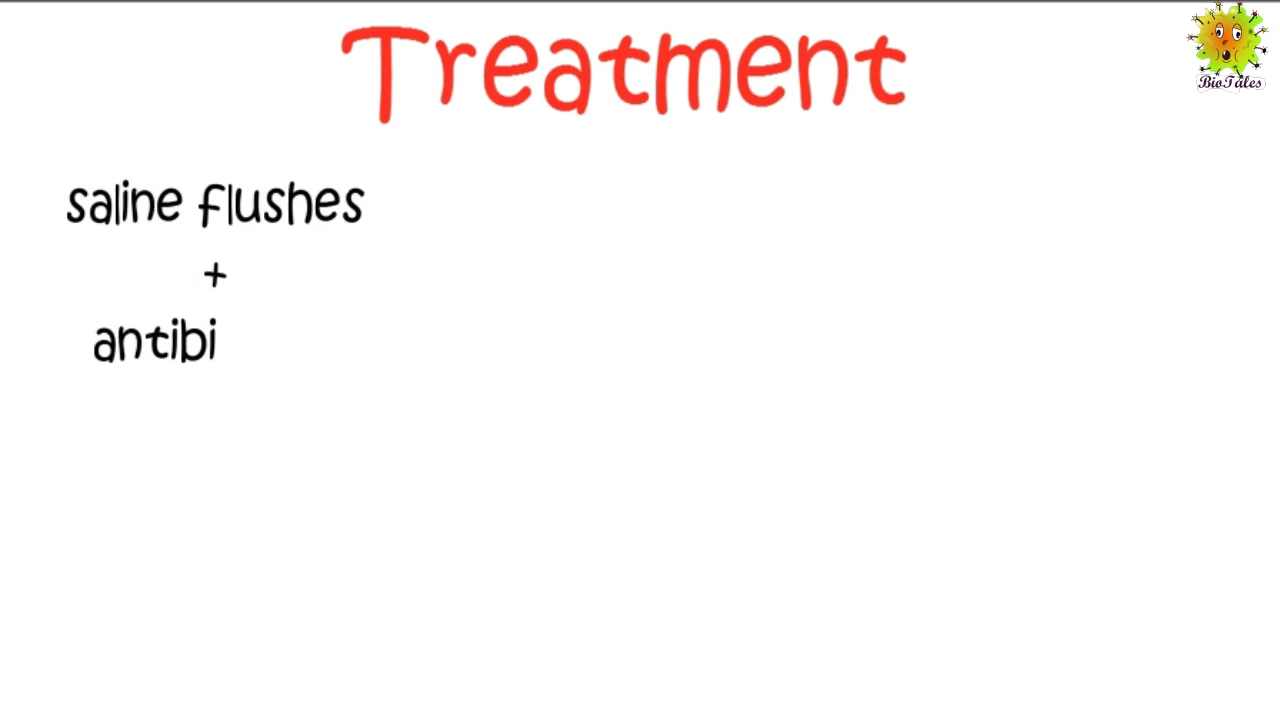 Treatment
BioTales
saline flushes
+
antibi